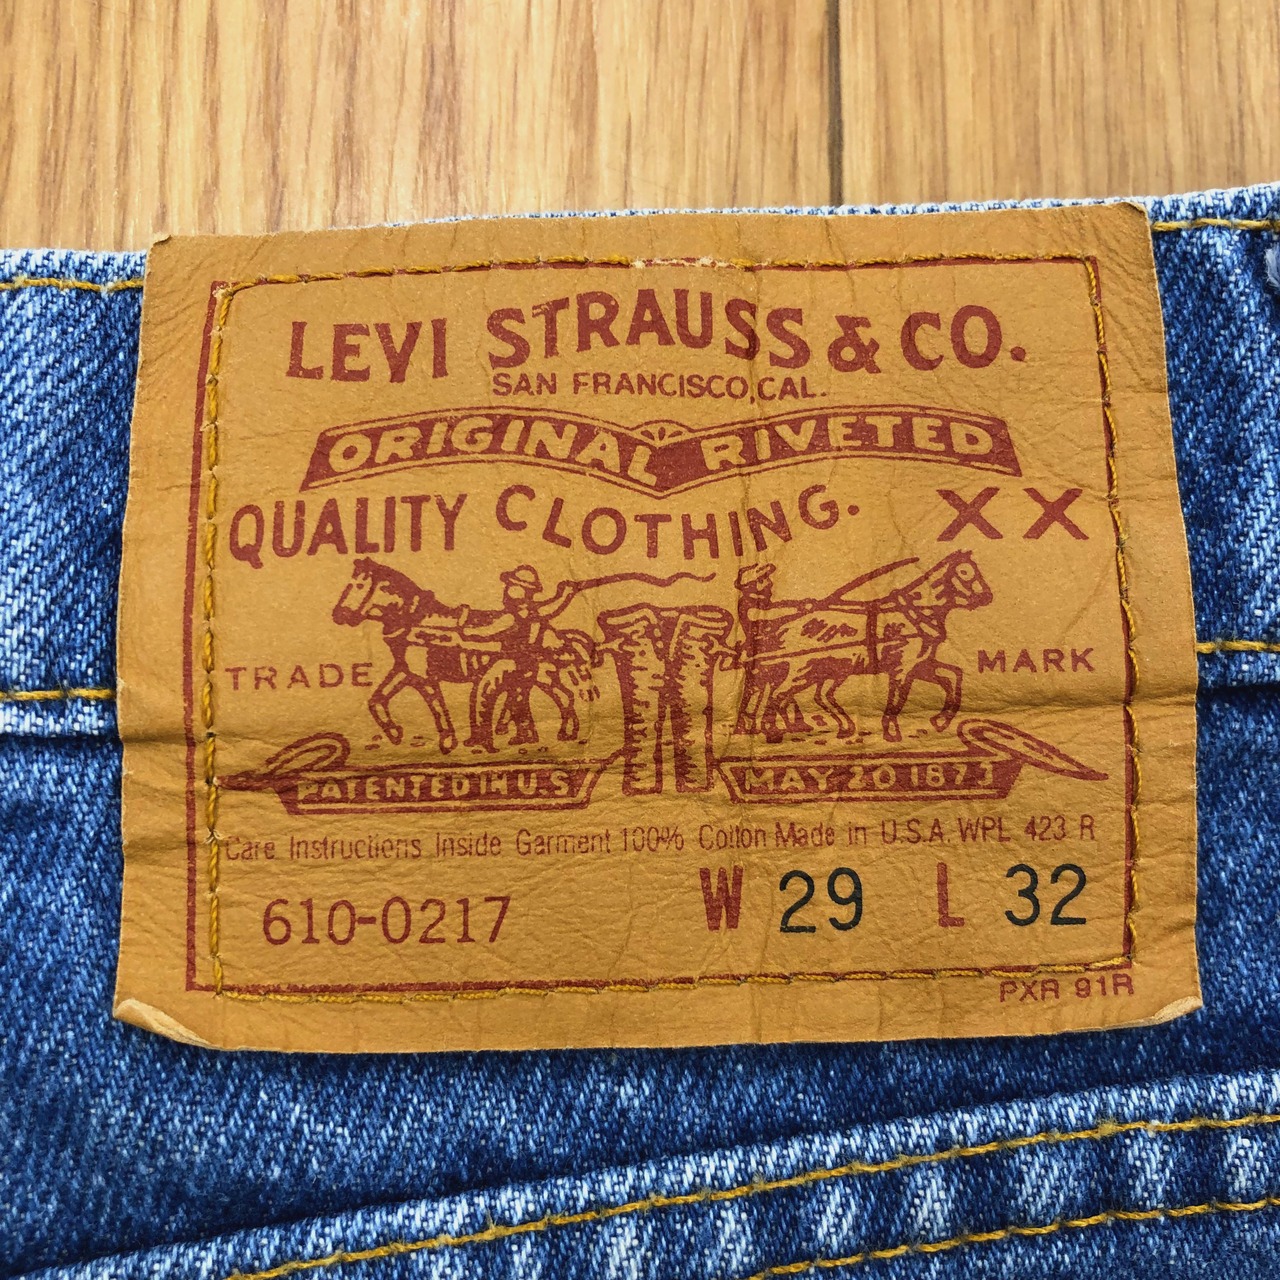 LEVI STRAUSS & CO.
SAN FRANCISCO, CAL.
ORIGINAL RIVETED
QUALITY CLOTHING. XX
TRADE MARK
PATENTED IN U.S MAY 20 1873
Care Instructions Inside Garment 100% Cotton Made in U.S.A. WPL 423 R
610-0217 W 29 L 32
PXR 91R